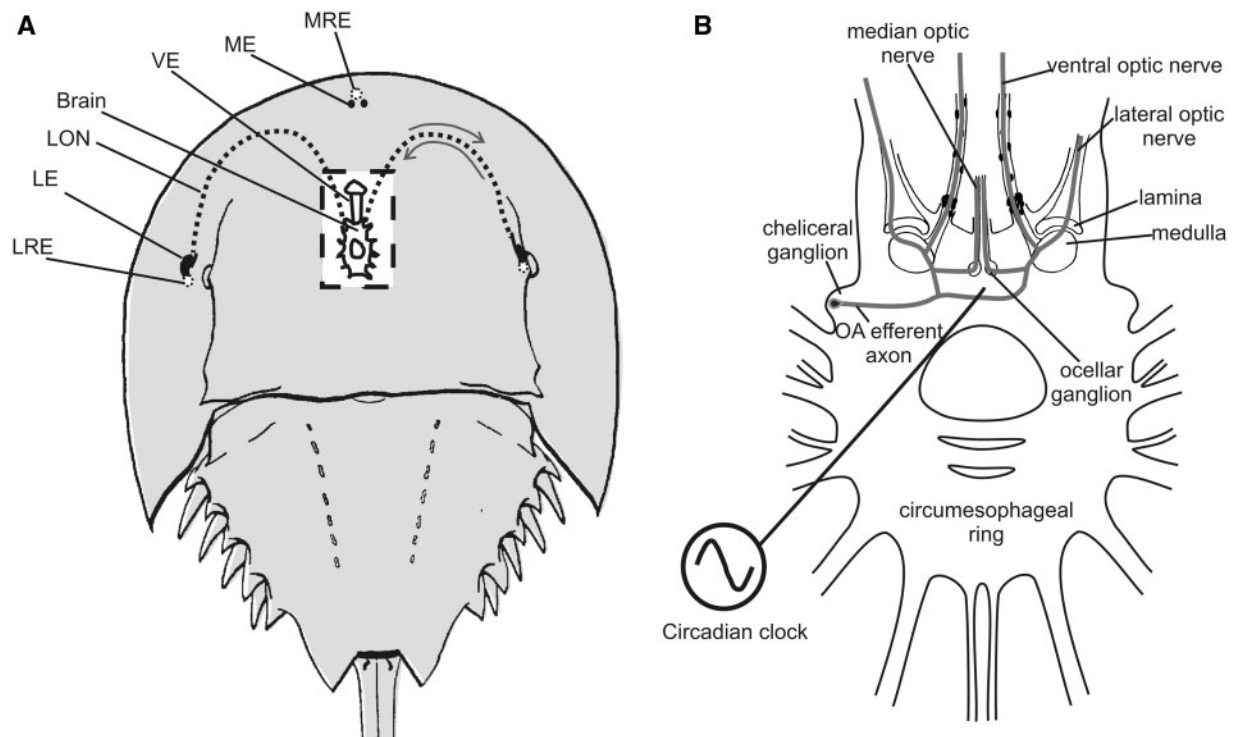 A
MRE
ME
VE
Brain
LON
LE
LRE
B
median optic
nerve
ventral optic nerve
lateral optic
nerve
lamina
medulla
cheliceral
ganglion
OA efferent
axon
ocellar
ganglion
circumesophageal
ring
Circadian clock